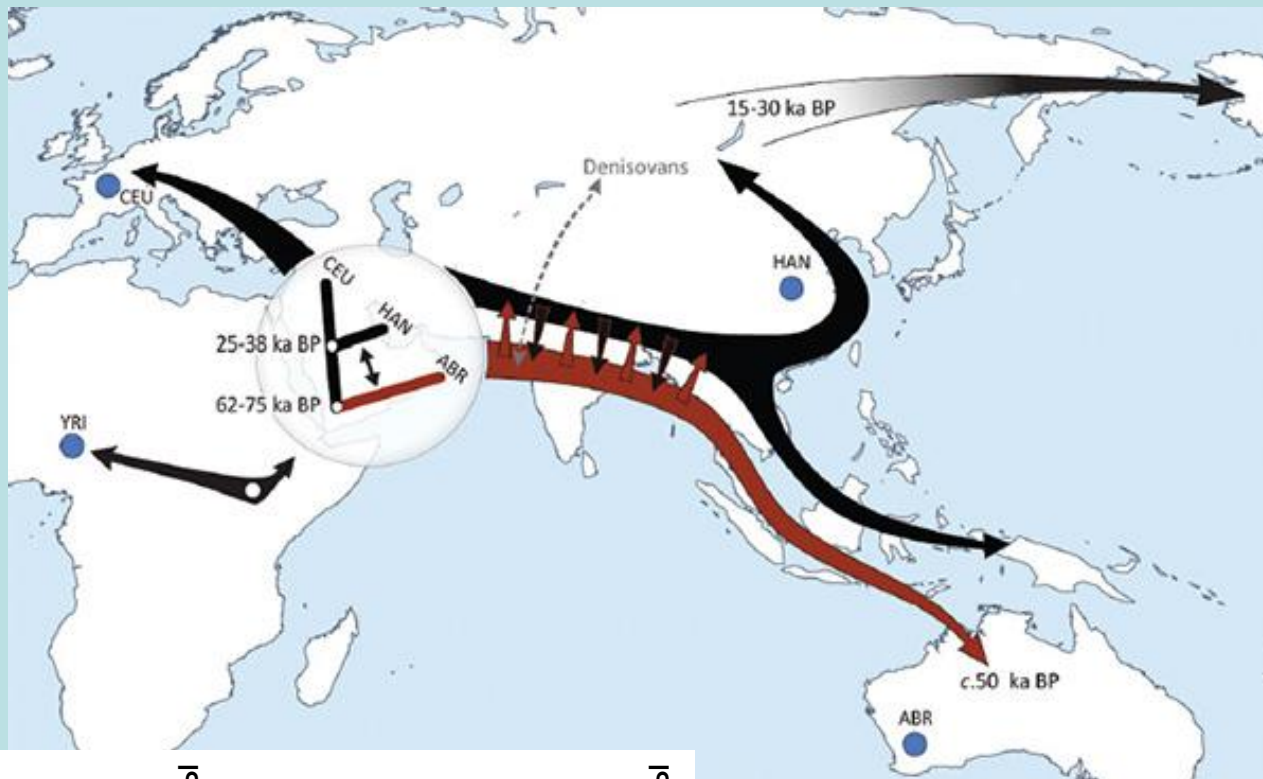 15-30 ka BP
Denisovans
CEU
HAN
CEU
HAN
25-38 ka BP
ABR
62-75 ka BP
YRI
c.50 ka BP
ABR